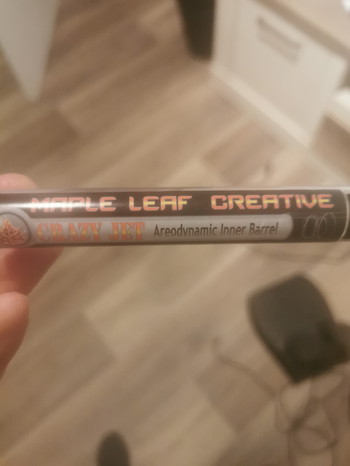 MAPLE LEAF CREATIVE
CRAZY JET Areodynamic Inner Barrel